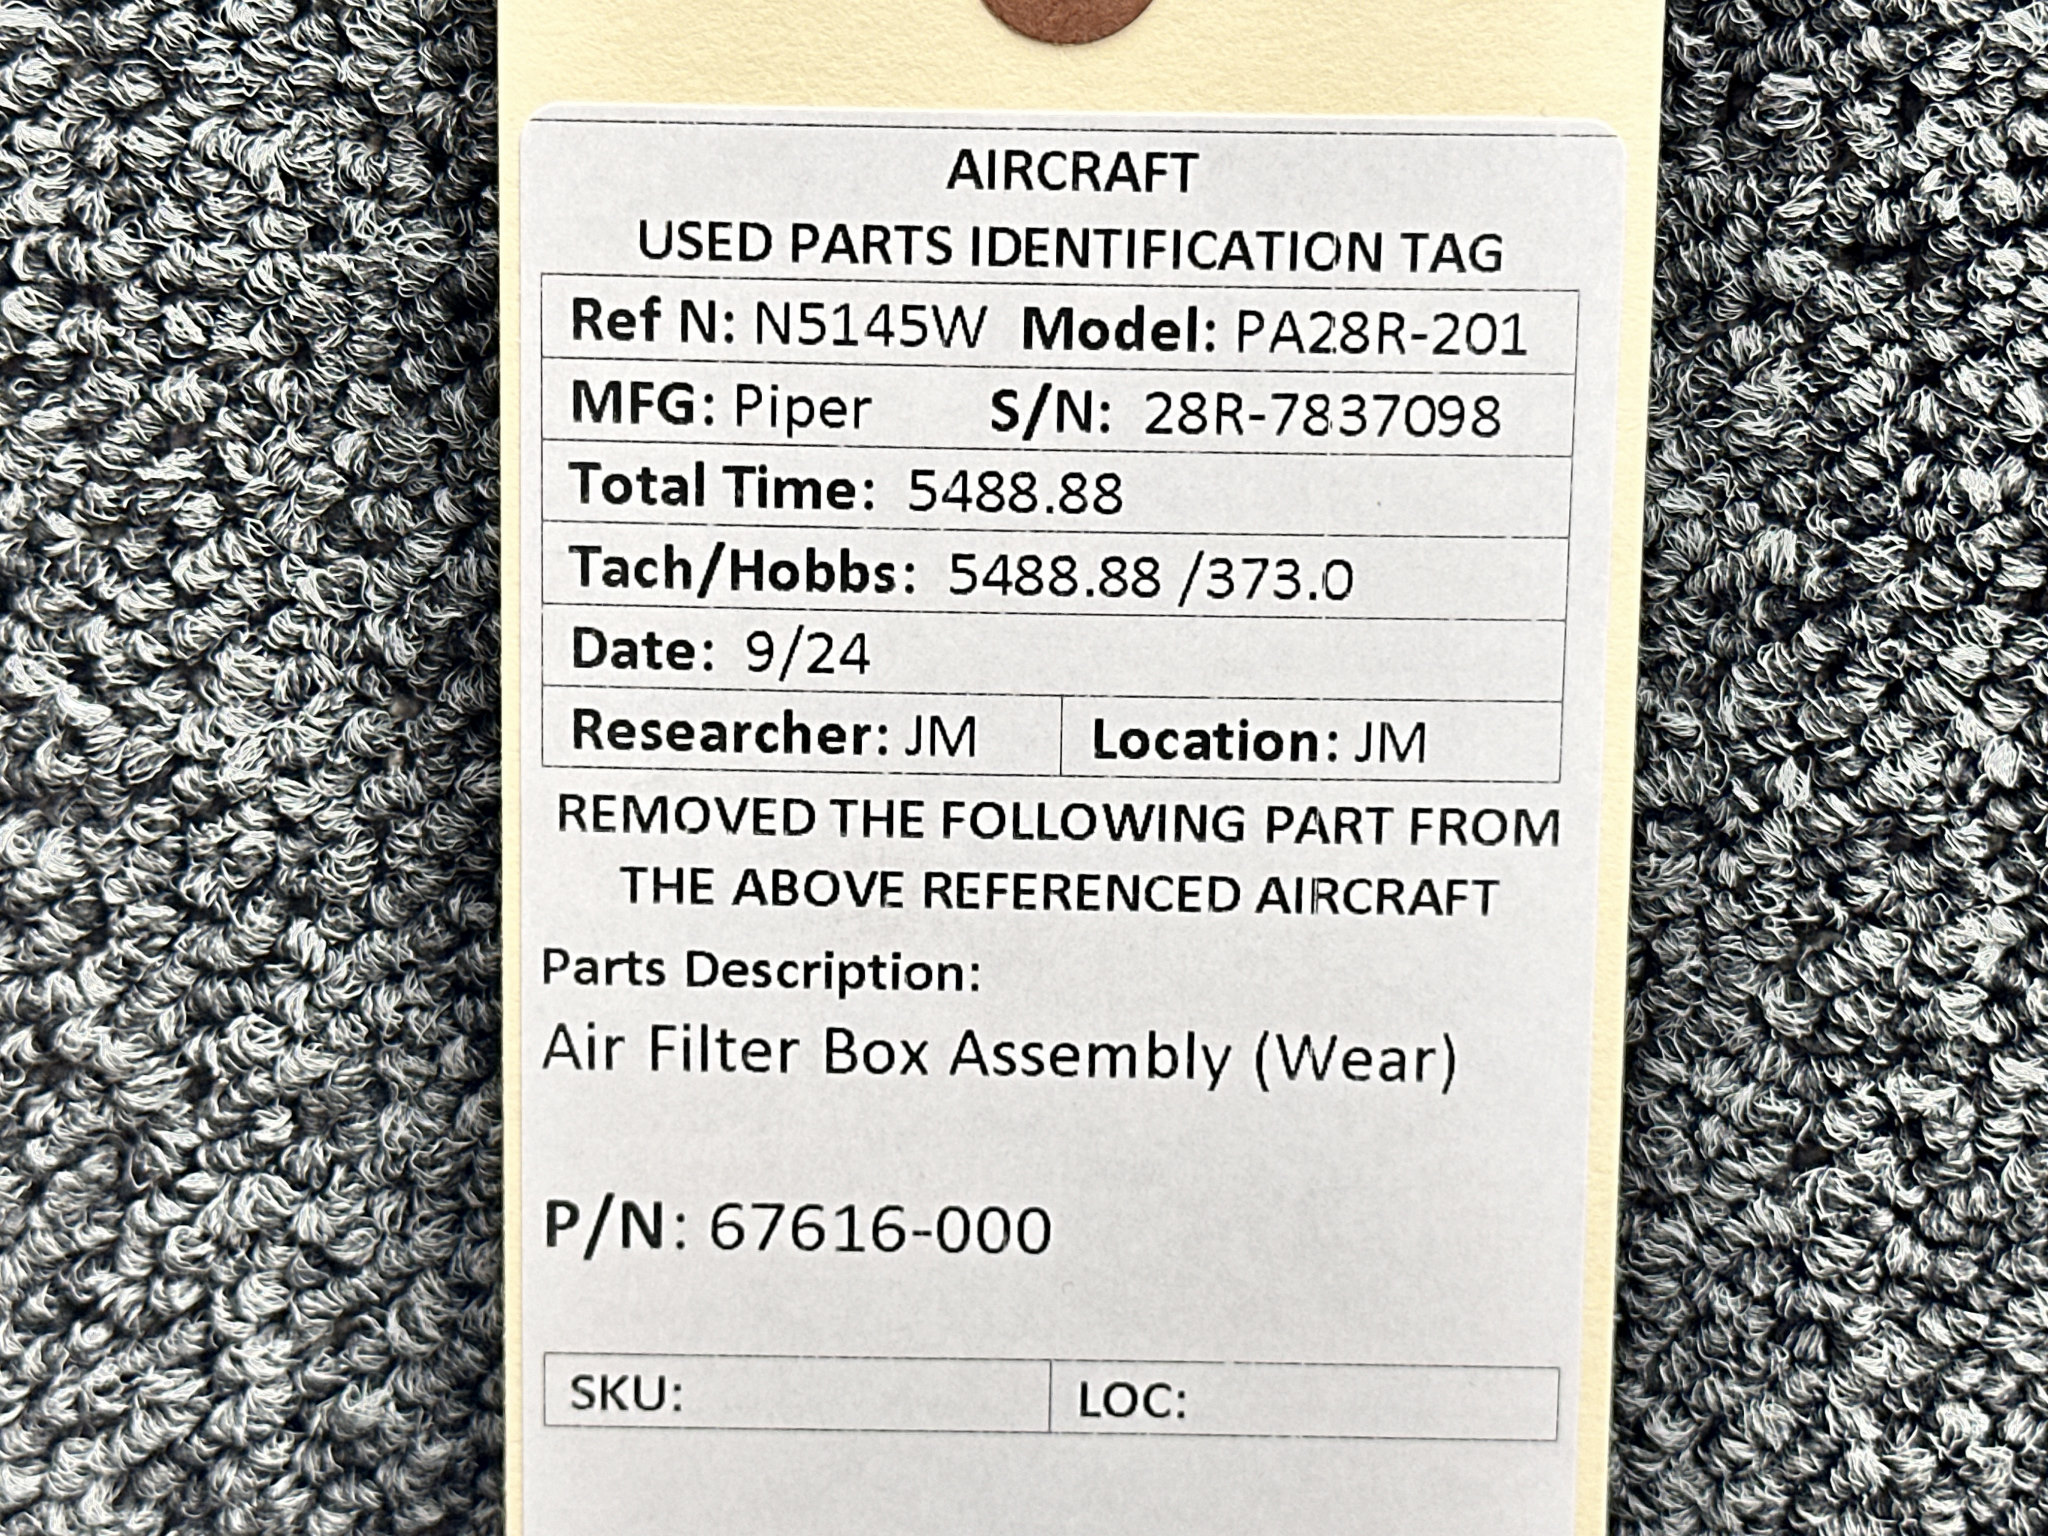 AIRCRAFT
USED PARTS IDENTIFICATION TAG
Ref N: N5145W Model: PA28R-201
MFG: Piper S/N: 28R-7837098
Total Time: 5488.88
Tach/Hobbs: 5488.88 /373.0
Date: 9/24
Researcher: JM Location: JM
REMOVED THE FOLLOWING PART FROM
THE ABOVE REFERENCED AIRCRAFT
Parts Description:
Air Filter Box Assembly (Wear)
P/N: 67616-000
SKU: LOC: